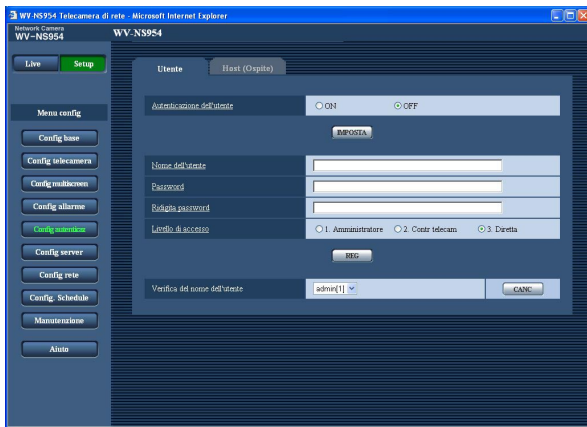 WV-NS954 Telecamera di rete - Microsoft Internet Explorer
Network Camera
WV-NS954
WV-NS954
Live
Setup
Utente
Host (Ospite)
Menu config
Config base
Config telecamera
Config multiscreen
Config allarme
Config autenticaz
Config server
Config rete
Config. Schedule
Manutenzione
Aiuto
Autenticazione dell'utente
ON
OFF
IMPOSTA
Nome dell'utente
Password
Ridigita password
Livello di accesso
1. Amministratore
2. Contr telecam
3. Diretta
REG
Verifica del nome dell'utente
admin[1]
CANC